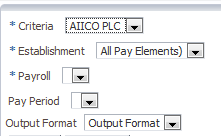 * Criteria AIICO PLC
* Establishment All Pay Elements)
* Payroll
Pay Period
Output Format Output Format